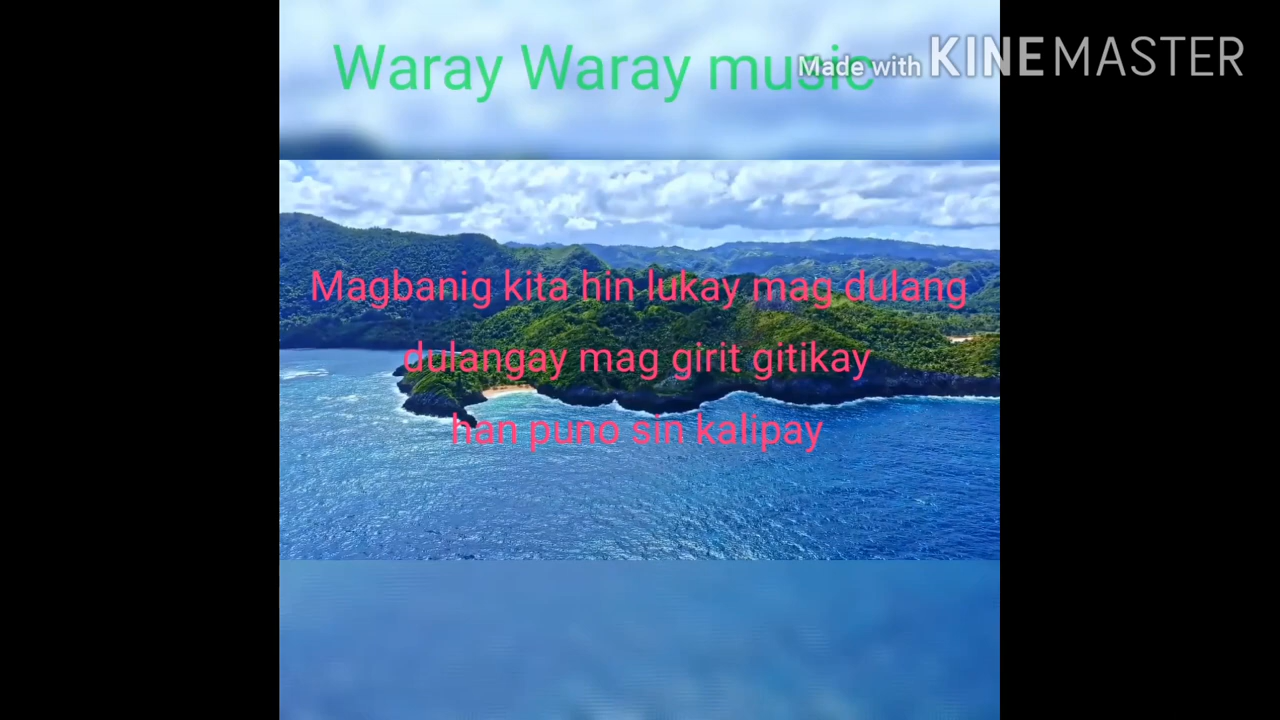 Waray Waray music
Made with KINEMASTER
Magbanig kita hin lukay mag dulang
dulangay mag girit gitikay
han puno sin kalipay